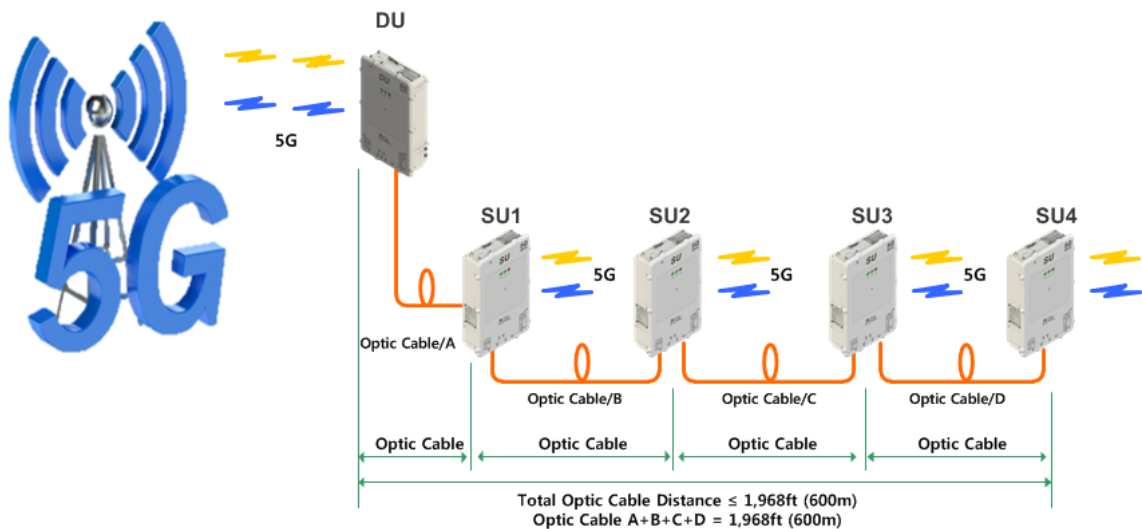 DU
DU
5G
5G
SU1
SU2
SU3
SU4
SU
SU
SU
SU
5G
5G
5G
Optic Cable/A
Optic Cable/B
Optic Cable/C
Optic Cable/D
Optic Cable
Optic Cable
Optic Cable
Optic Cable
Total Optic Cable Distance ≤ 1,968ft (600m)
Optic Cable A+B+C+D = 1,968ft (600m)